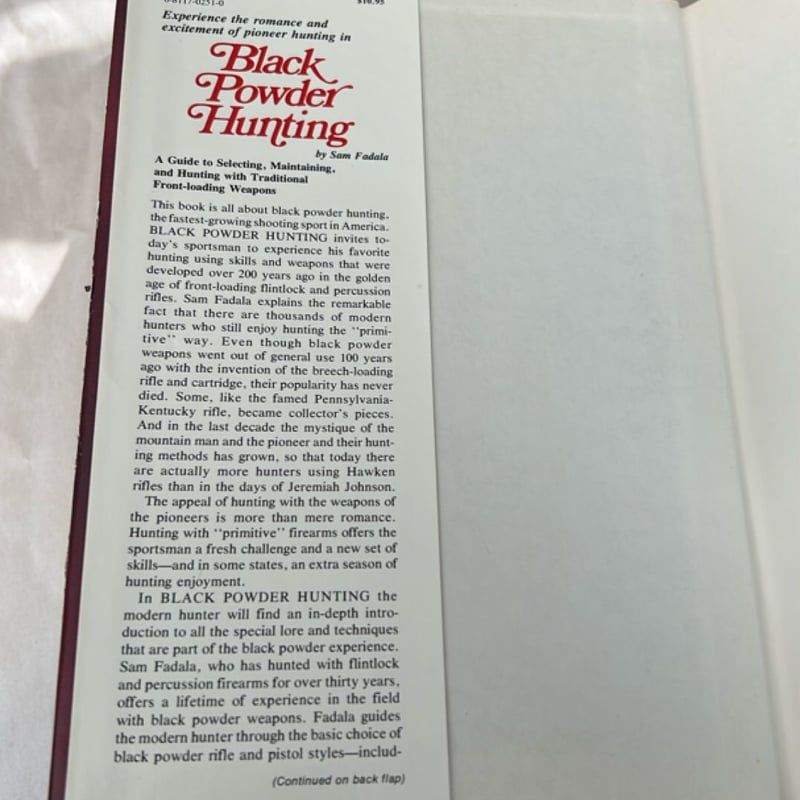 0-8117-0251-0 $10.95
Experience the romance and
excitement of pioneer hunting in
Black
Powder
Hunting
by Sam Fadala
A Guide to Selecting, Maintaining,
and Hunting with Traditional
Front-loading Weapons
This book is all about black powder hunting,
the fastest-growing shooting sport in America.
BLACK POWDER HUNTING invites to-
day's sportsman to experience his favorite
hunting using skills and weapons that were
developed over 200 years ago in the golden
age of front-loading flintlock and percussion
rifles. Sam Fadala explains the remarkable
fact that there are thousands of modern
hunters who still enjoy hunting the "primi-
tive" way. Even though black powder
weapons went out of general use 100 years
ago with the invention of the breech-loading
rifle and cartridge, their popularity has never
died. Some, like the famed Pennsylvania-
Kentucky rifle, became collector's pieces.
And in the last decade the mystique of the
mountain man and the pioneer and their hunt-
ing methods has grown, so that today there
are actually more hunters using Hawken
rifles than in the days of Jeremiah Johnson.
The appeal of hunting with the weapons of
the pioneers is more than mere romance.
Hunting with "primitive" firearms offers the
sportsman a fresh challenge and a new set of
skills—and in some states, an extra season of
hunting enjoyment.
In BLACK POWDER HUNTING the
modern hunter will find an in-depth intro-
duction to all the special lore and techniques
that are part of the black powder experience.
Sam Fadala, who has hunted with flintlock
and percussion firearms for over thirty years,
offers a lifetime of experience in the field
with black powder weapons. Fadala guides
the modern hunter through the basic choice of
black powder rifle and pistol styles—includ-
(Continued on back flap)